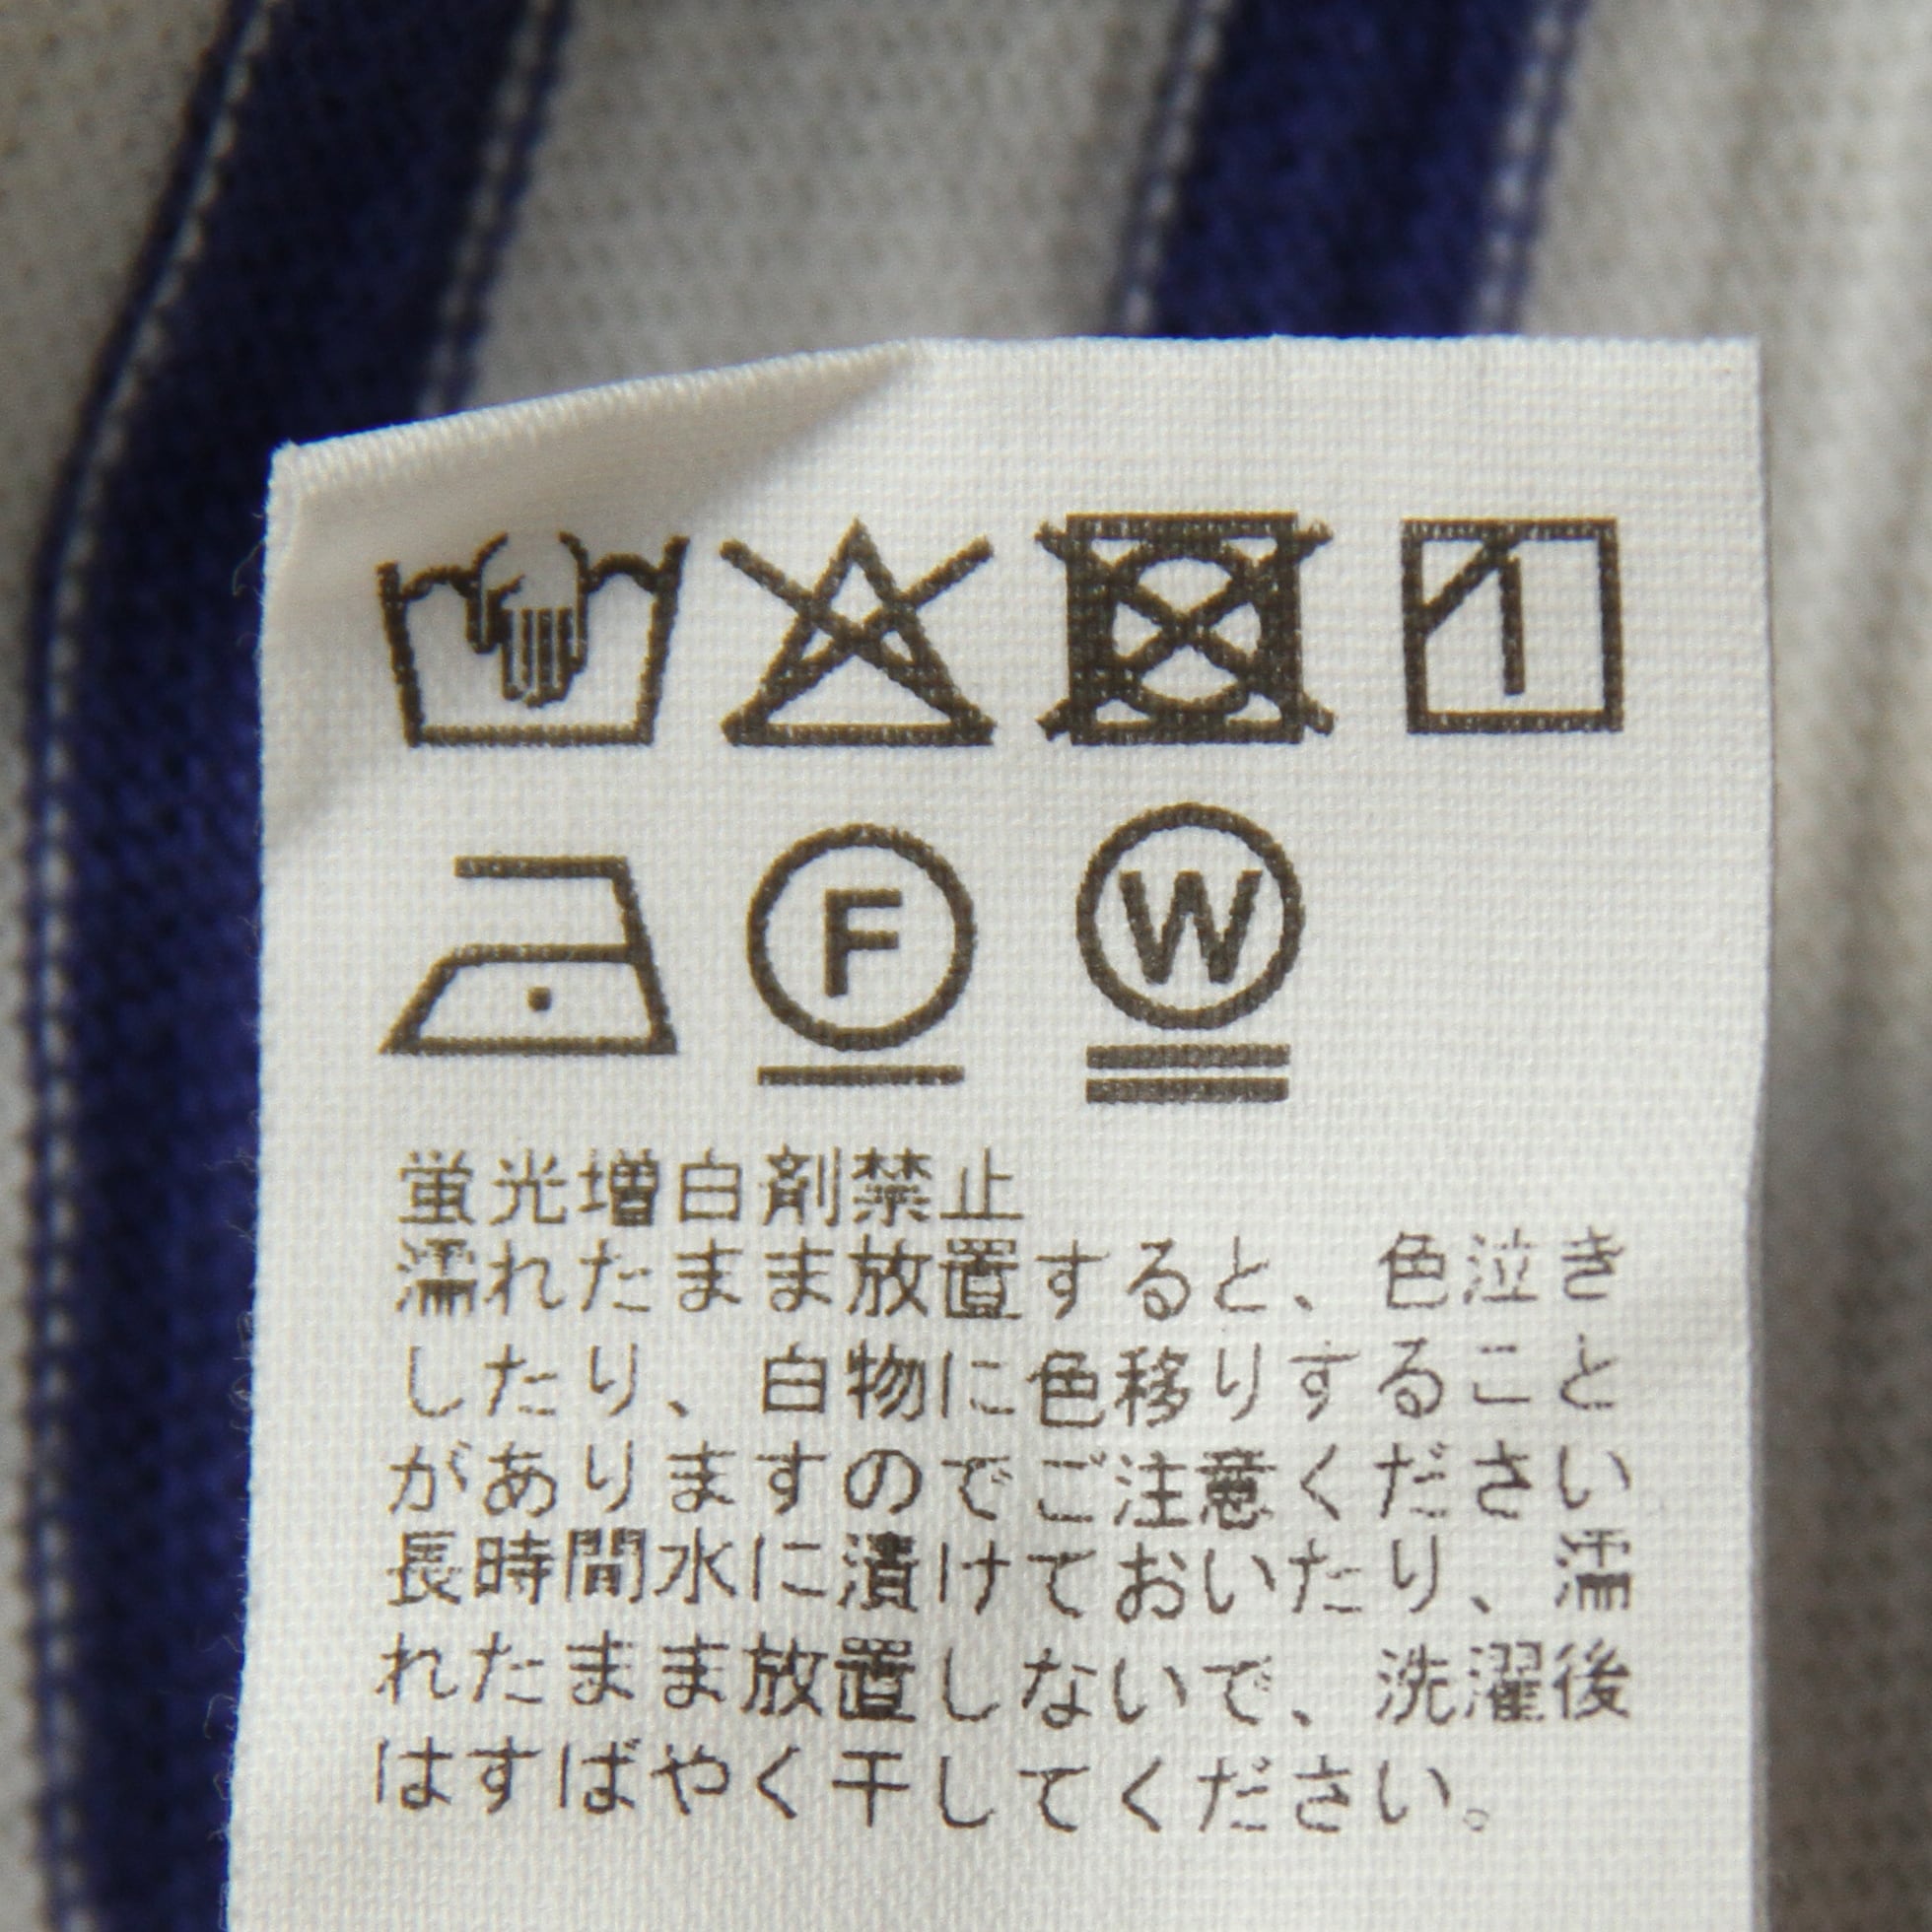 F W
蛍光増白剤禁止
濡れたまま放置すると、色泣き
したり、白物に色移りすること
がありますのでご注意ください
長時間水に漬けておいたり、濡
れたまま放置しないで、洗濯後
はすばやく干してください。